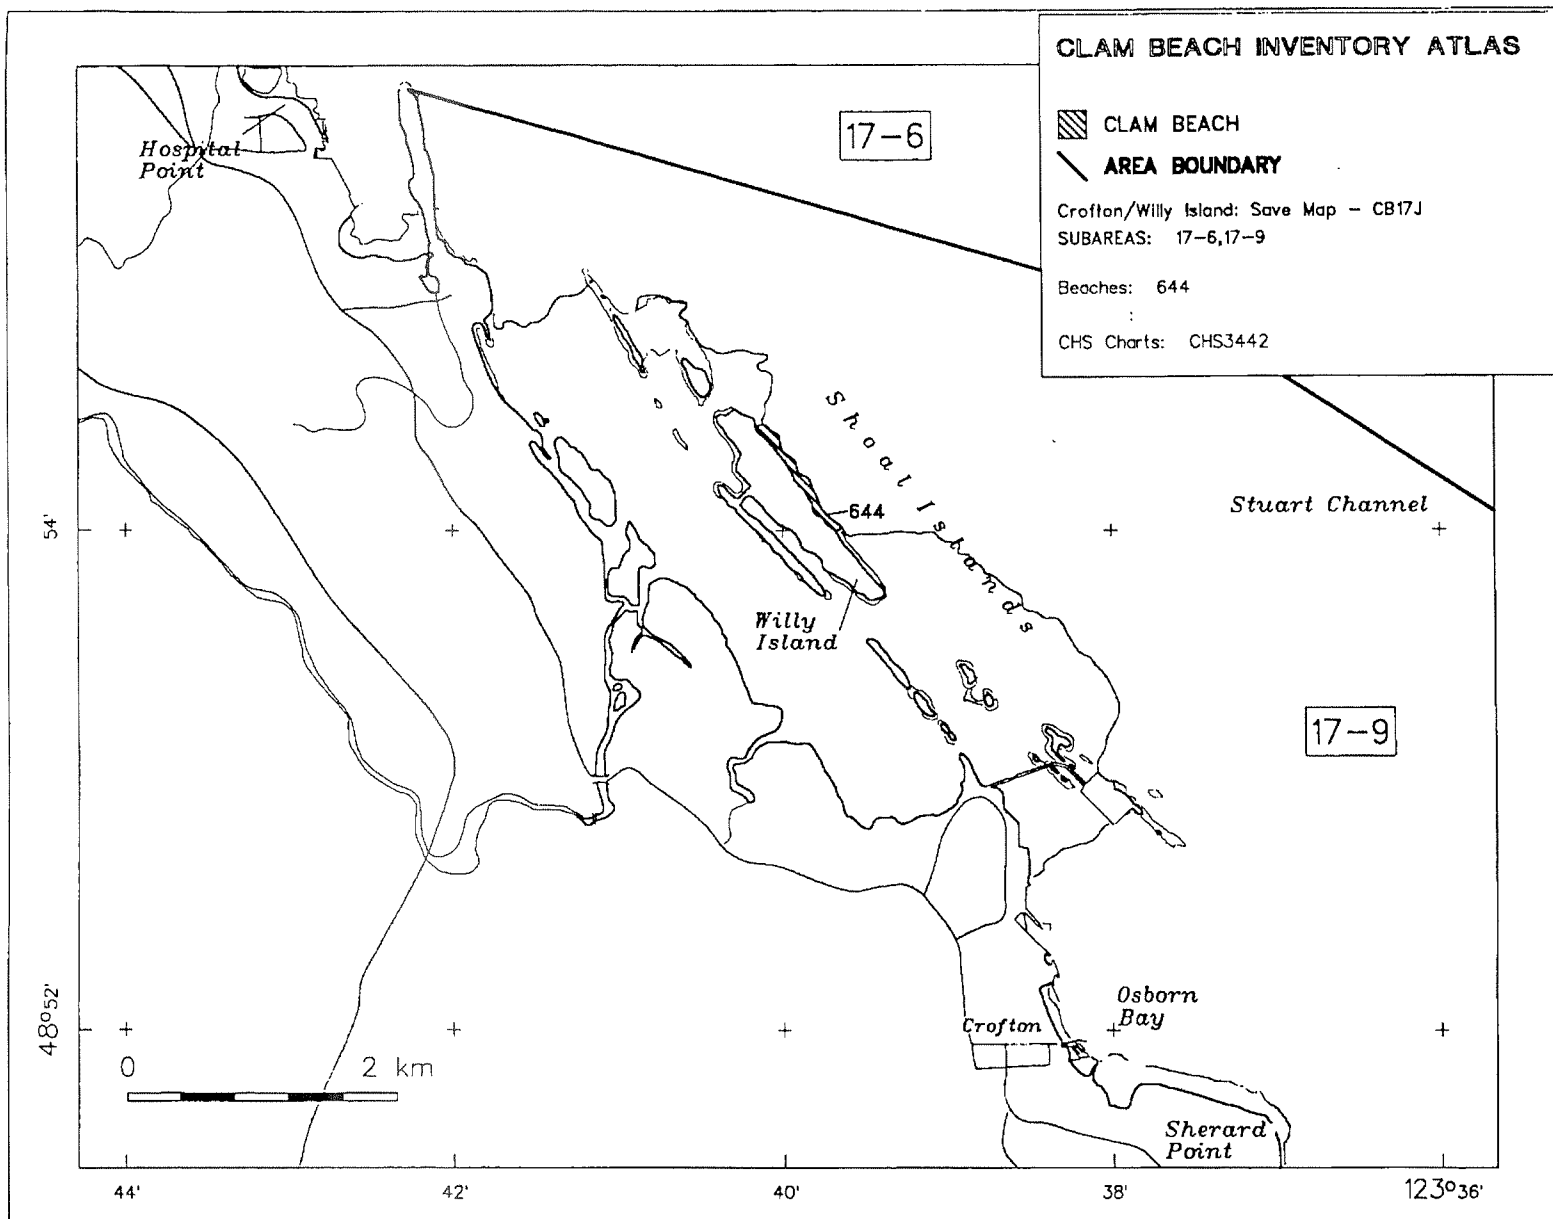 CLAM BEACH INVENTORY ATLAS
CLAM BEACH
AREA BOUNDARY
Crofton/Willy Island: Save Map - CB17J
SUBAREAS: 17-6,17-9
Beaches: 644
:
CHS Charts: CHS3442
17-6
Hospital
Point
Shoal Islands
Stuart Channel
644
54'
Willy
Island
17-9
Osborn
Bay
Crofton
48°52'
0 2 km
Sherard
Point
44' 42' 40' 38' 123°36'